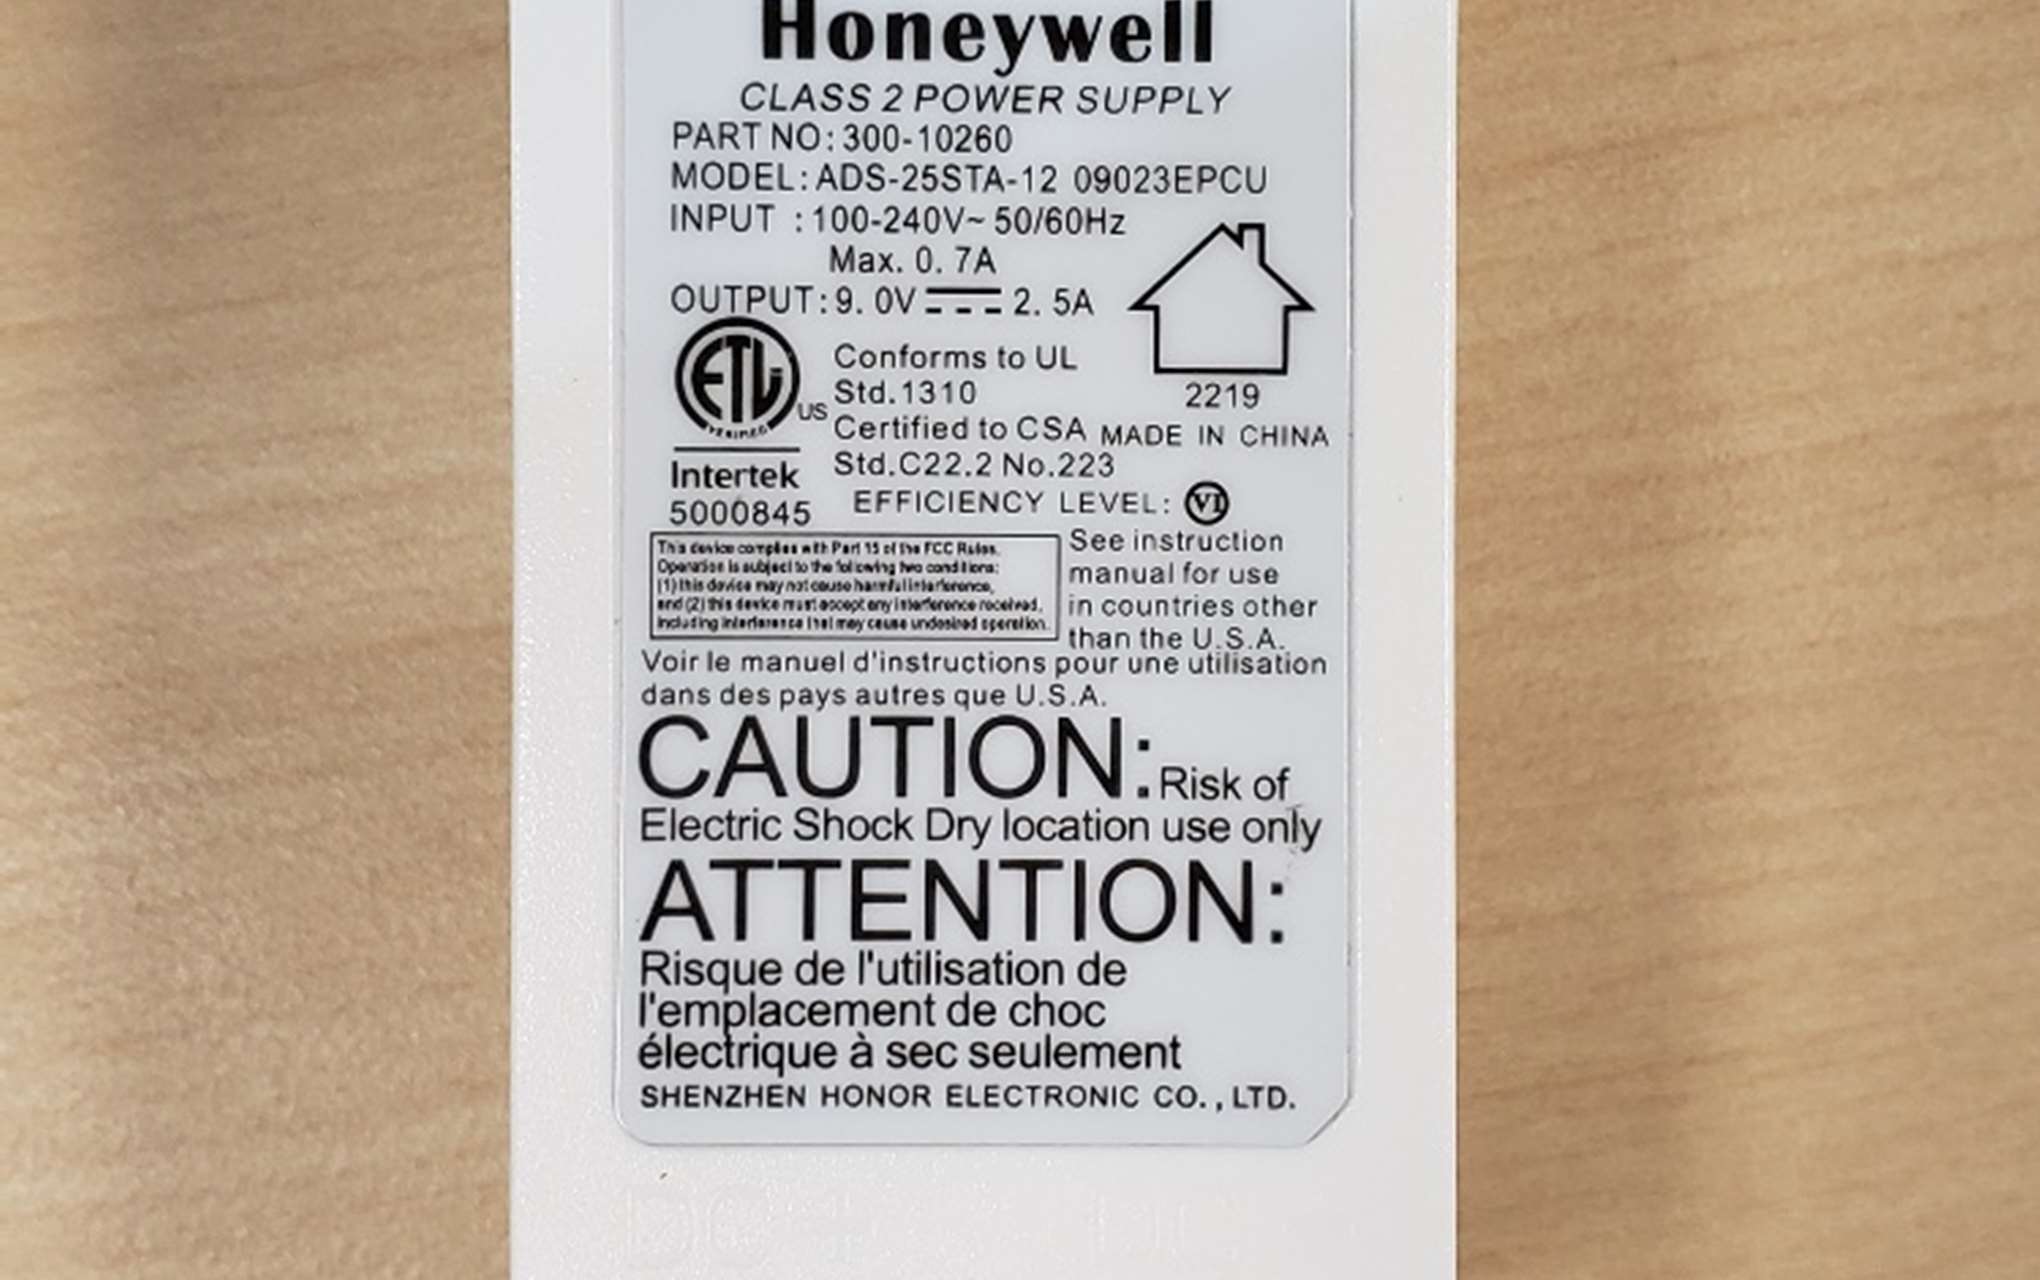 Honeywell
CLASS 2 POWER SUPPLY
PART NO: 300-10260
MODEL: ADS-25STA-12 09023EPCU
INPUT : 100-240V~ 50/60Hz
Max. 0. 7A
OUTPUT: 9. 0V 2. 5A
ETL
VERIFIED
US
Intertek
5000845
Conforms to UL
Std.1310
Certified to CSA
Std.C22.2 No.223
2219
MADE IN CHINA
EFFICIENCY LEVEL: VI
This device complies with Part 15 of the FCC Rules.
Operation is subject to the following two conditions:
(1) this device may not cause harmful interference,
and (2) this device must accept any interference received,
including interference that may cause undesired operation.
See instruction
manual for use
in countries other
than the U.S.A.
Voir le manuel d'instructions pour une utilisation
dans des pays autres que U.S.A.
CAUTION: Risk of
Electric Shock Dry location use only
ATTENTION:
Risque de l'utilisation de
l'emplacement de choc
électrique à sec seulement
SHENZHEN HONOR ELECTRONIC CO., LTD.